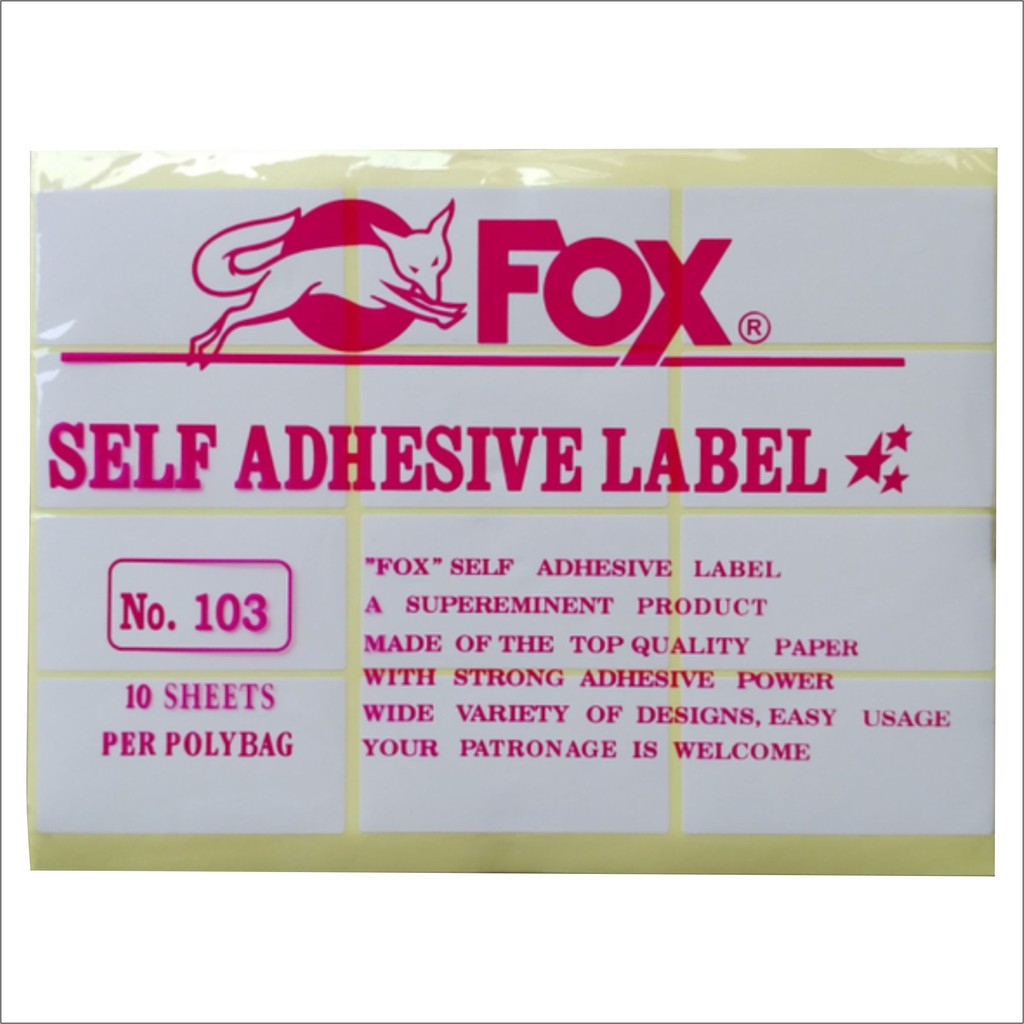 FOX ®
SELF ADHESIVE LABEL
No. 103
10 SHEETS
PER POLYBAG
"FOX" SELF ADHESIVE LABEL
A SUPEREMINENT PRODUCT
MADE OF THE TOP QUALITY PAPER
WITH STRONG ADHESIVE POWER
WIDE VARIETY OF DESIGNS, EASY USAGE
YOUR PATRONAGE IS WELCOME